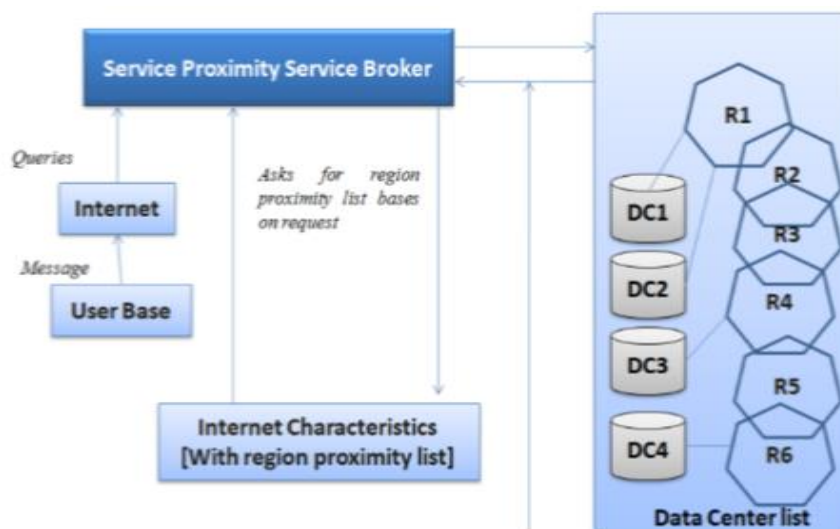 Service Proximity Service Broker
Queries
Internet
Message
User Base
Asks for region
proximity list bases
on request
Internet Characteristics
[With region proximity list]
R1
R2
R3
R4
R5
R6
DC1
DC2
DC3
DC4
Data Center list